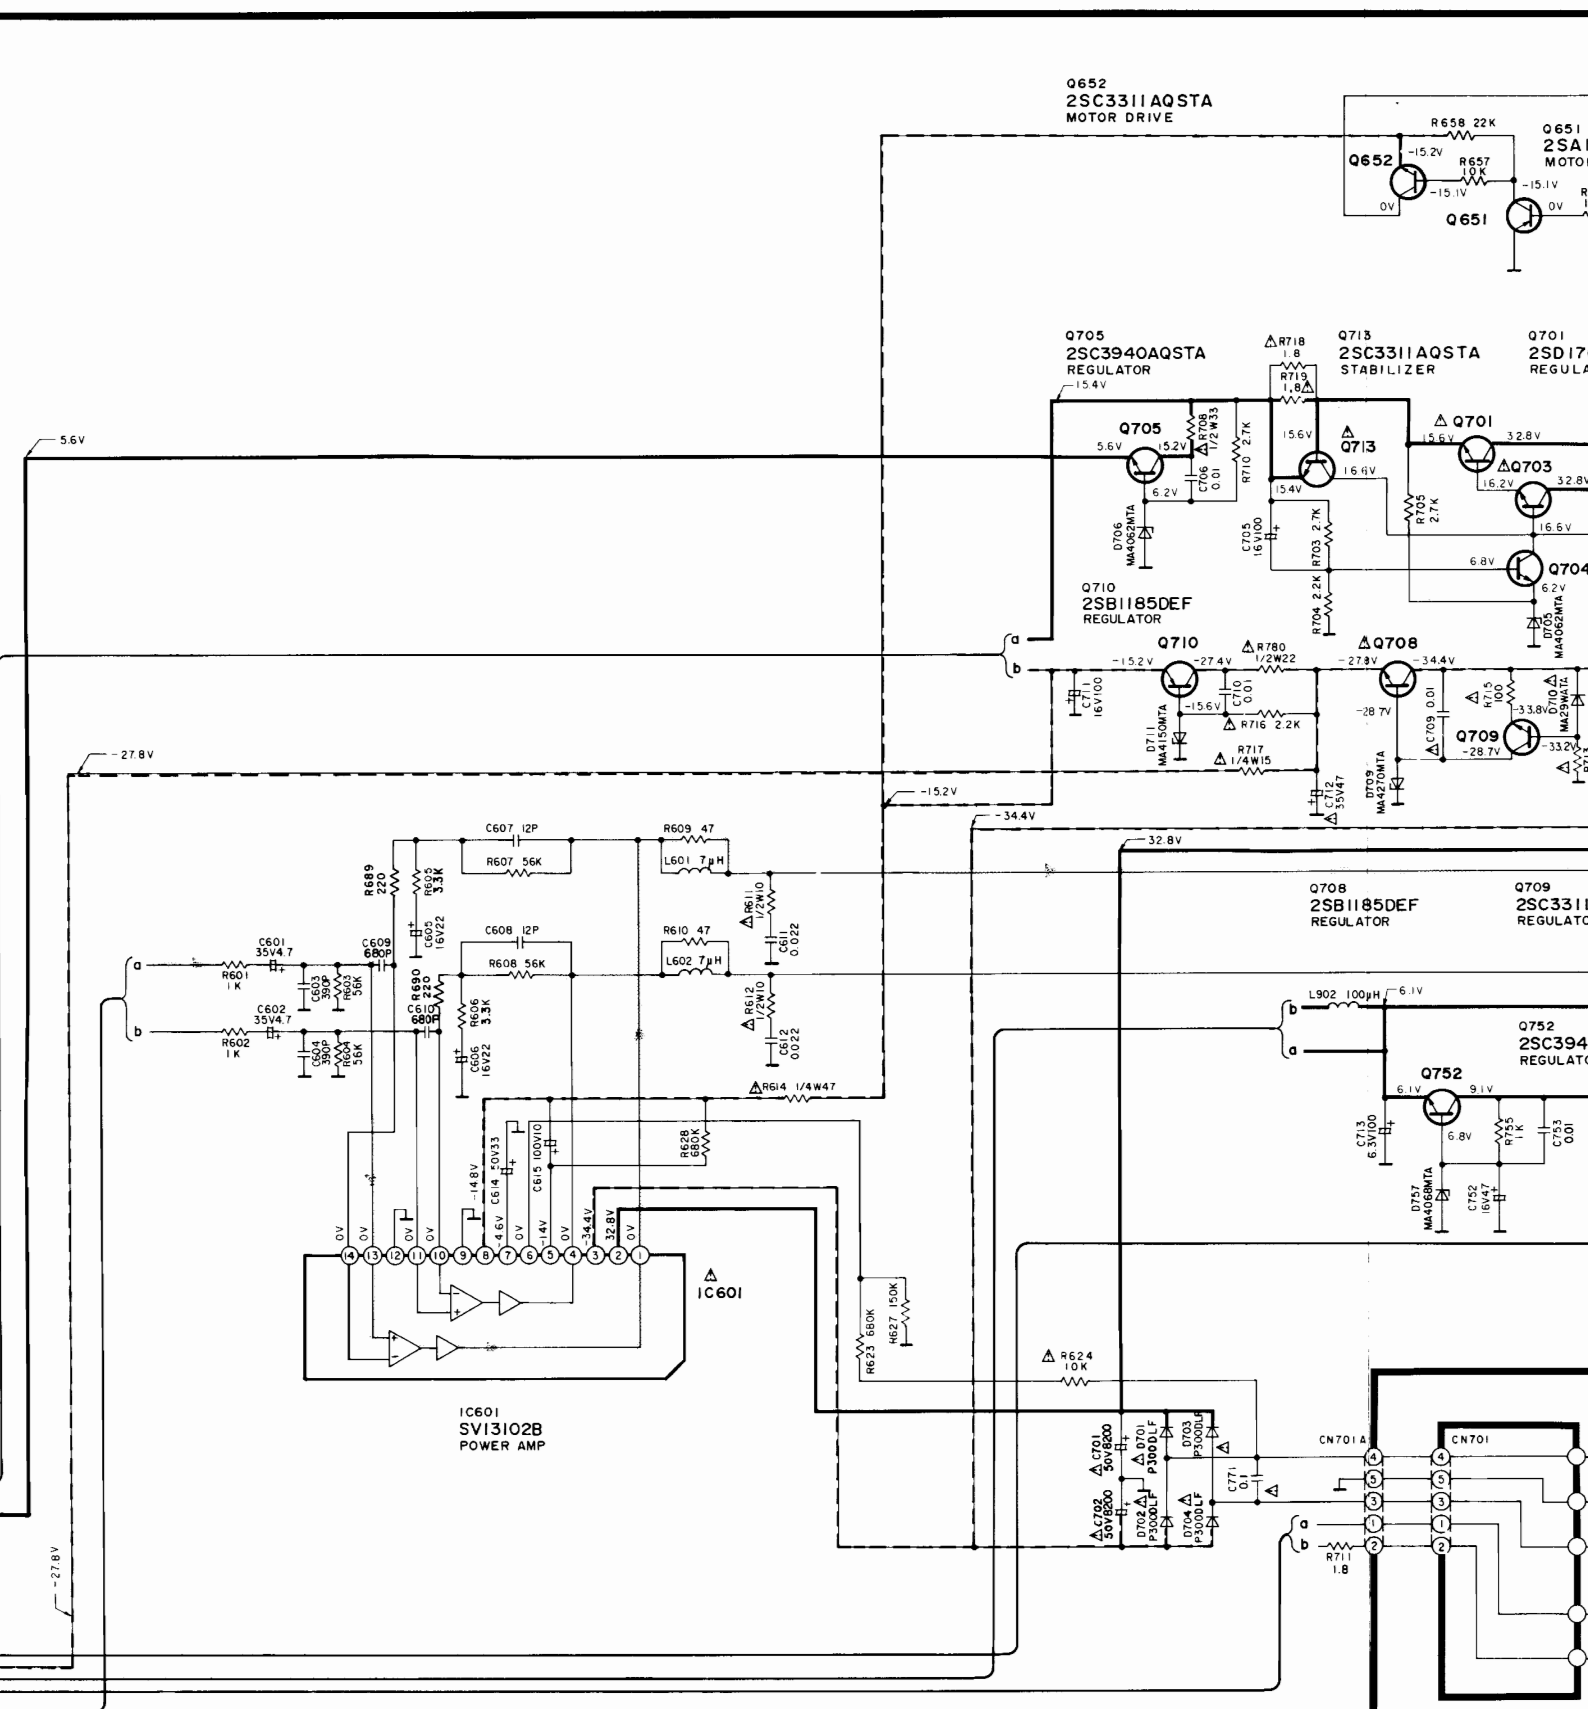 Q652
2SC3311AQSTA
MOTOR DRIVE
R658 22K
Q651
2SA1
MOTO
Q652
-15.2V
R657
10K
-15.1V
-15.1V
0V
0V
Q651
Q705
2SC3940AQSTA
REGULATOR
15.4V
R718
1.8
R719
1.8
Q713
2SC3311AQSTA
STABILIZER
Q701
2SD17
REGULA
5.6V
Q705
5.6V
15.2V
6.2V
R708
1/2W33
C706
0.01
R710 2.7K
15.6V
Q713
16.6V
15.4V
Q701
15.6V
32.8V
Q703
16.2V
32.8V
16.6V
R705
2.7K
D706
MA4062MTA
C705
16V100
R703 2.7K
R704 2.2K
6.8V
Q704
6.2V
D705
MA4062MTA
Q710
2SB1185DEF
REGULATOR
a
b
Q710
-15.2V
-27.4V
R780
1/2W22
-27.8V
Q708
-34.4V
C711
16V100
C710
0.01
-15.6V
R716 2.2K
D711
MA4150MTA
R717
1/4W15
-28.7V
C709 0.01
R715
100
-33.8V
D710
MA29WATA
Q709
-28.7V
-33.2V
R713
D709
MA4270MTA
C712
35V47
-27.8V
-15.2V
-34.4V
32.8V
C607 12P
R607 56K
R609 47
L601 7μH
R689
220
R605
3.3K
C605
16V22
R611
1/2W10
C611
0.022
Q708
2SB1185DEF
REGULATOR
Q709
2SC3311
REGULATO
C608 12P
R608 56K
R610 47
L602 7μH
a
R601
1K
C601
35V4.7
C603
390P
R603
56K
C609
680P
R690
220
C610
680P
R606
3.3K
C606
16V22
R612
1/2W10
C612
0.022
b
R602
1K
C602
35V4.7
C604
390P
R604
56K
b
a
L902 100μH
6.1V
Q752
2SC394
REGULATO
Q752
6.1V
9.1V
6.8V
C713
6.3V100
R755
1K
C753
0.01
D757
MA4068MTA
C752
16V47
R614 1/4W47
R628
680K
-14.8V
C614 50V33
C615 100V10
0V
0V
0V
0V
-4.6V
0V
-14V
0V
-34.4V
32.8V
0V
14 13 12 11 10 9 8 7 6 5 4 3 2 1
- +
+ -
IC601
IC601
SVI3102B
POWER AMP
R623 680K
R627 150K
R624
10K
C701
50V8200
C702
50V8200
D701
P300DLF
D703
P300DLF
D702
P300DLF
D704
P300DLF
C771
0.1
CN701A
CN701
4 4
5 5
3 3
a 1 1
b 2 2
R711
1.8
-27.8V